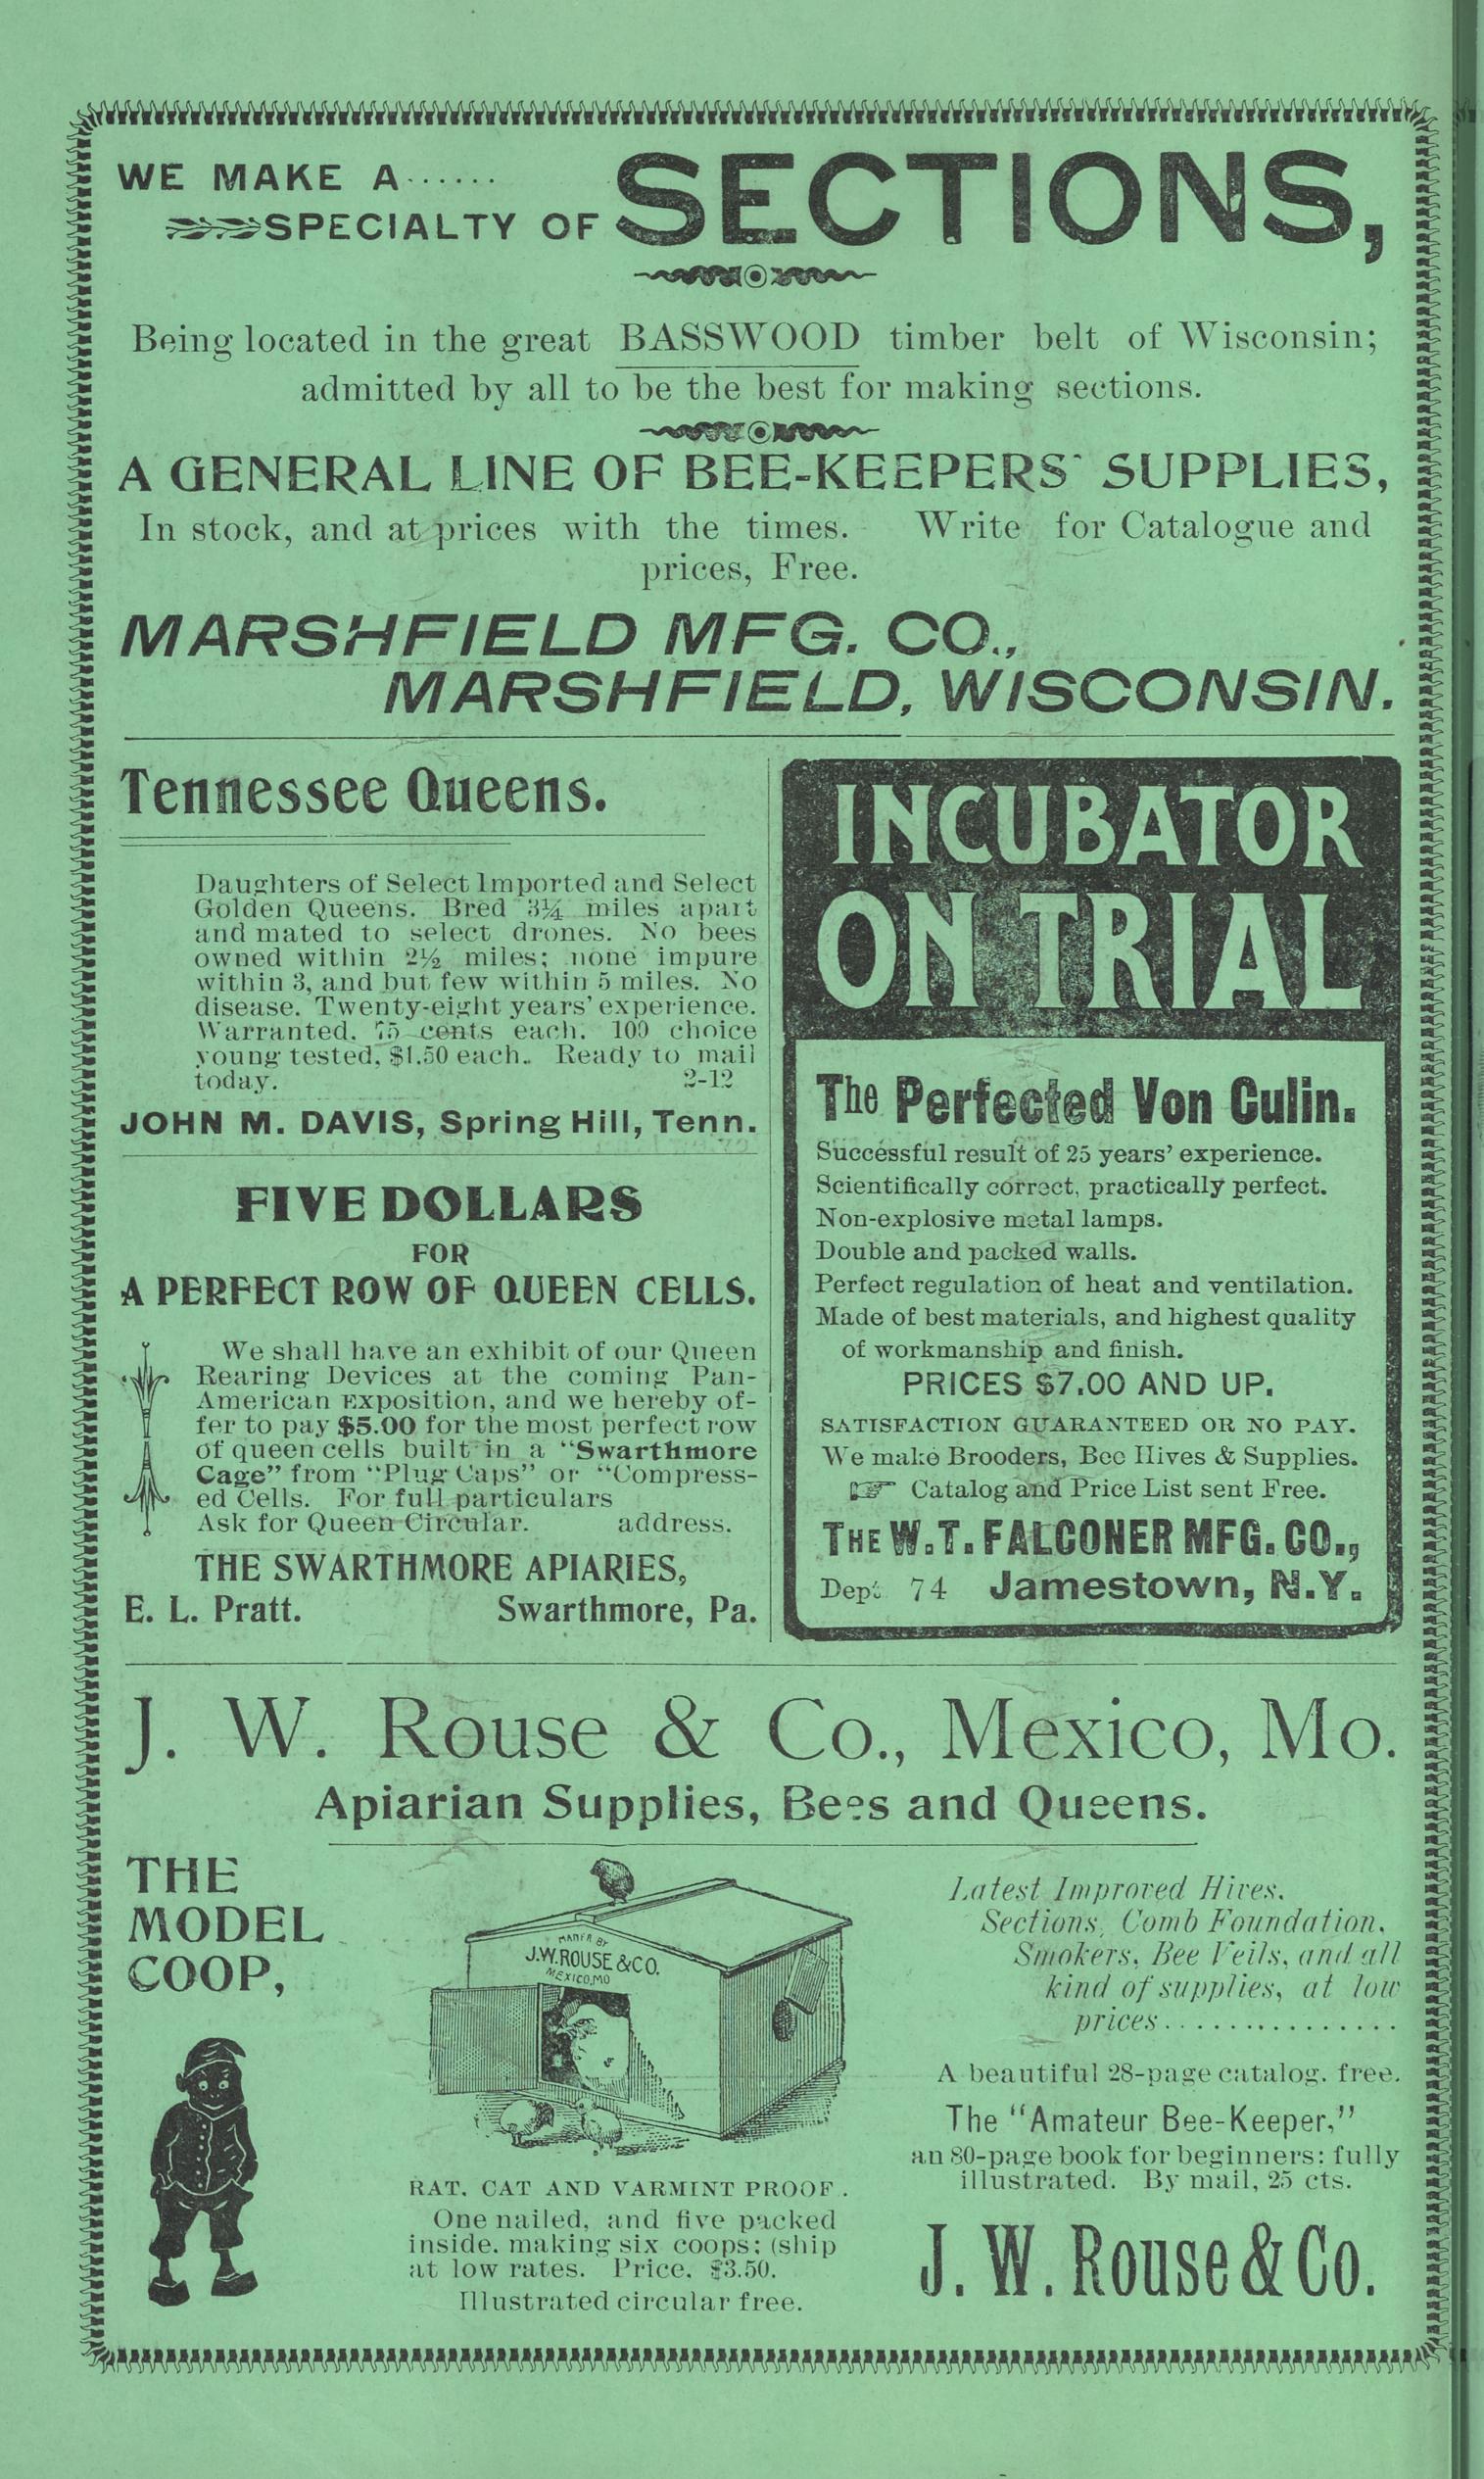 WE MAKE A......
SPECIALTY OF SECTIONS,
Being located in the great BASSWOOD timber belt of Wisconsin;
admitted by all to be the best for making sections.
A GENERAL LINE OF BEE-KEEPERS' SUPPLIES,
In stock, and at prices with the times. Write for Catalogue and
prices, Free.
MARSHFIELD MFG. CO.,
MARSHFIELD, WISCONSIN.
Tennessee Queens.
Daughters of Select Imported and Select
Golden Queens. Bred 3¼ miles apart
and mated to select drones. No bees
owned within 2½ miles; none impure
within 3, and but few within 5 miles. No
disease. Twenty-eight years' experience.
Warranted, 75 cents each. 100 choice
young tested, $1.50 each. Ready to mail
today. 2-12
JOHN M. DAVIS, Spring Hill, Tenn.
FIVE DOLLARS
FOR
A PERFECT ROW OF QUEEN CELLS.
We shall have an exhibit of our Queen
Rearing Devices at the coming Pan-
American Exposition, and we hereby of-
fer to pay $5.00 for the most perfect row
of queen cells built in a "Swarthmore
Cage" from "Plug Caps" or "Compress-
ed Cells. For full particulars
Ask for Queen Circular. address.
THE SWARTHMORE APIARIES,
E. L. Pratt. Swarthmore, Pa.
INCUBATOR
ON TRIAL
The Perfected Von Culin.
Successful result of 25 years' experience.
Scientifically correct, practically perfect.
Non-explosive metal lamps.
Double and packed walls.
Perfect regulation of heat and ventilation.
Made of best materials, and highest quality
of workmanship and finish.
PRICES $7.00 AND UP.
SATISFACTION GUARANTEED OR NO PAY.
We make Brooders, Bee Hives & Supplies.
☞ Catalog and Price List sent Free.
THE W.T. FALCONER MFG. CO.,
Dept 74 Jamestown, N.Y.
J. W. Rouse & Co., Mexico, Mo.
Apiarian Supplies, Bees and Queens.
THE
MODEL
COOP,
MANFR BY
J.W.ROUSE & CO.
MEXICO, MO
RAT, CAT AND VARMINT PROOF.
One nailed, and five packed
inside, making six coops; (ship
at low rates. Price, $3.50.
Illustrated circular free.
Latest Improved Hives,
Sections, Comb Foundation,
Smokers, Bee Veils, and all
kind of supplies, at low
prices...............
A beautiful 28-page catalog, free.
The "Amateur Bee-Keeper,"
an 80-page book for beginners: fully
illustrated. By mail, 25 cts.
J. W. Rouse & Co.